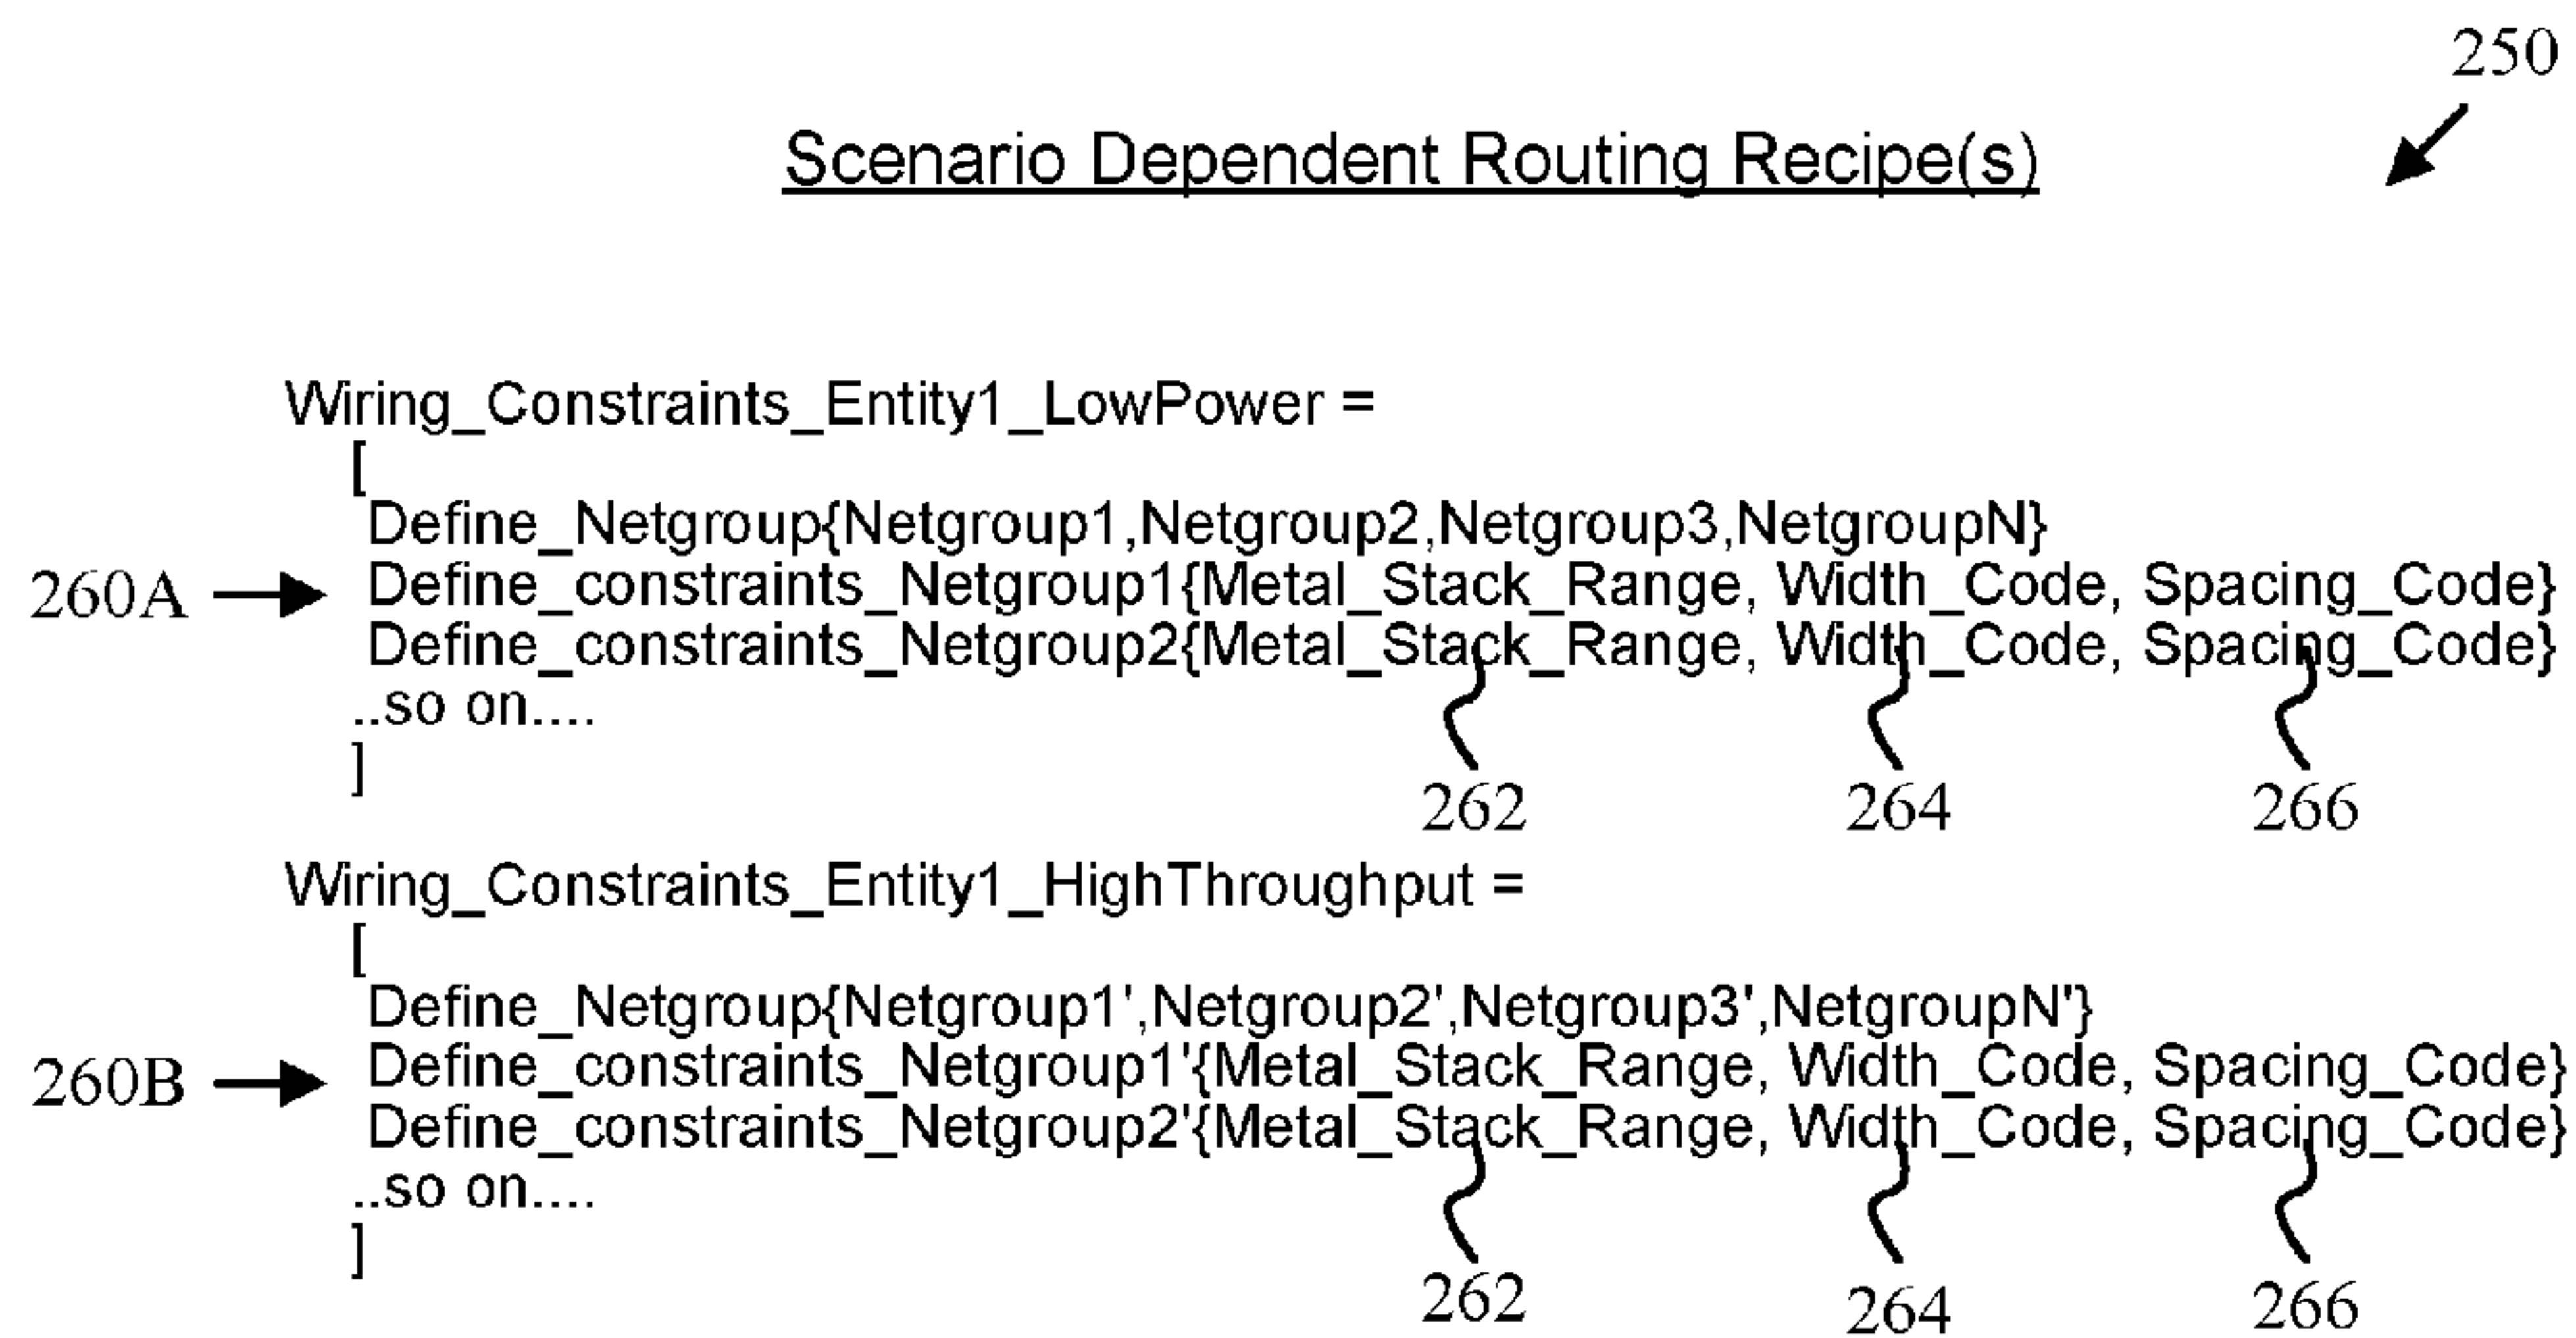 250
Scenario Dependent Routing Recipe(s)
Wiring_Constraints_Entity1_LowPower =
[
Define_Netgroup{Netgroup1,Netgroup2,Netgroup3,NetgroupN}
260A Define_constraints_Netgroup1{Metal_Stack_Range, Width_Code, Spacing_Code}
Define_constraints_Netgroup2{Metal_Stack_Range, Width_Code, Spacing_Code}
..so on....
]
262 264 266
Wiring_Constraints_Entity1_HighThroughput =
[
Define_Netgroup{Netgroup1',Netgroup2',Netgroup3',NetgroupN'}
260B Define_constraints_Netgroup1'{Metal_Stack_Range, Width_Code, Spacing_Code}
Define_constraints_Netgroup2'{Metal_Stack_Range, Width_Code, Spacing_Code}
..so on....
]
262 264 266